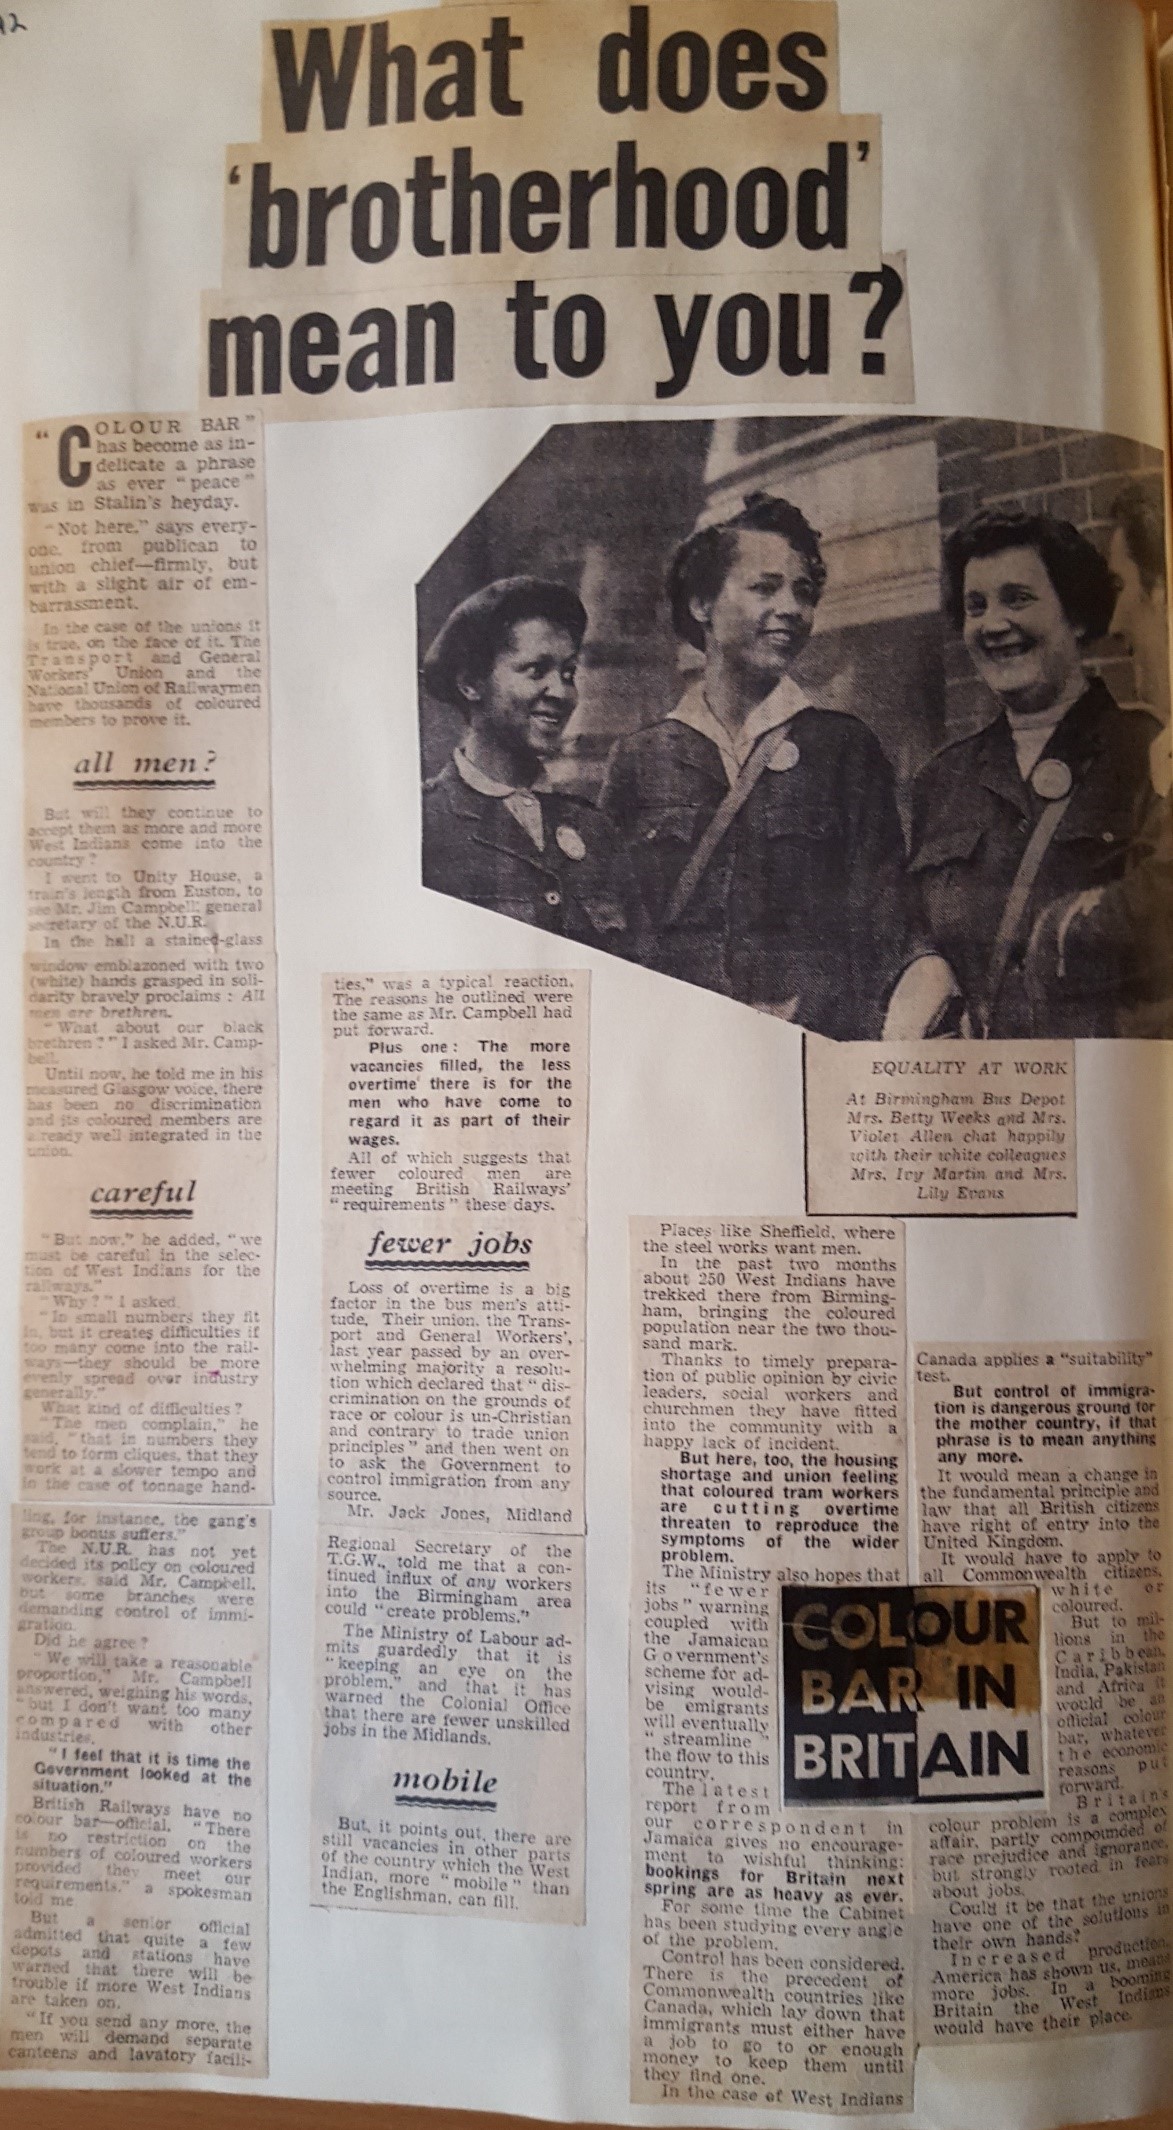 What does
'brotherhood'
mean to you?
"COLOUR BAR"
has become as in-
delicate a phrase
as ever "peace"
was in Stalin's heyday.
"Not here," says every-
one, from publican to
union chief—firmly, but
with a slight air of em-
barrassment.
In the case of the unions it
is true, on the face of it. The
Transport and General
Workers' Union and the
National Union of Railwaymen
have thousands of coloured
members to prove it.
all men?
But will they continue to
accept them as more and more
West Indians come into the
country?
I went to Unity House, a
train's length from Euston, to
see Mr. Jim Campbell, general
secretary of the N.U.R.
In the hall a stained-glass
window emblazoned with two
(white) hands grasped in soli-
darity bravely proclaims: All
men are brethren.
"What about our black
brethren?" I asked Mr. Camp-
bell.
Until now, he told me in his
measured Glasgow voice, there
has been no discrimination
and its coloured members are
already well integrated in the
union.
careful
"But now," he added, "we
must be careful in the selec-
tion of West Indians for the
railways."
"Why?" I asked.
"In small numbers they fit
in, but it creates difficulties if
too many come into the rail-
ways—they should be more
evenly spread over industry
generally."
What kind of difficulties?
"The men complain," he
said, "that in numbers they
tend to form cliques, that they
work at a slower tempo and
in the case of tonnage hand-
ling, for instance, the gang's
group bonus suffers."
The N.U.R. has not yet
decided its policy on coloured
workers, said Mr. Campbell,
but some branches were
demanding control of immi-
gration.
Did he agree?
"We will take a reasonable
proportion," Mr. Campbell
answered, weighing his words,
"but I don't want too many
compared with other
industries.
"I feel that it is time the
Government looked at the
situation."
British Railways have no
colour bar—official. "There
is no restriction on the
numbers of coloured workers
provided they meet our
requirements," a spokesman
told me.
But a senior official
admitted that quite a few
depots and stations have
warned that there will be
trouble if more West Indians
are taken on.
"If you send any more, the
men will demand separate
canteens and lavatory facili-
ties," was a typical reaction.
The reasons he outlined were
the same as Mr. Campbell had
put forward.
Plus one: The more
vacancies filled, the less
overtime there is for the
men who have come to
regard it as part of their
wages.
All of which suggests that
fewer coloured men are
meeting British Railways'
"requirements" these days.
fewer jobs
Loss of overtime is a big
factor in the bus men's atti-
tude. Their union, the Trans-
port and General Workers',
last year passed by an over-
whelming majority a resolu-
tion which declared that "dis-
crimination on the grounds of
race or colour is un-Christian
and contrary to trade union
principles" and then went on
to ask the Government to
control immigration from any
source.
Mr. Jack Jones, Midland
Regional Secretary of the
T.G.W., told me that a con-
tinued influx of any workers
into the Birmingham area
could "create problems."
The Ministry of Labour ad-
mits guardedly that it is
"keeping an eye on the
problem," and that it has
warned the Colonial Office
that there are fewer unskilled
jobs in the Midlands.
mobile
But, it points out, there are
still vacancies in other parts
of the country which the West
Indian, more "mobile" than
the Englishman, can fill.
EQUALITY AT WORK
At Birmingham Bus Depot
Mrs. Betty Weeks and Mrs.
Violet Allen chat happily
with their white colleagues
Mrs. Ivy Martin and Mrs.
Lily Evans
Places like Sheffield, where
the steel works want men.
In the past two months
about 250 West Indians have
trekked there from Birming-
ham, bringing the coloured
population near the two thou-
sand mark.
Thanks to timely prepara-
tion of public opinion by civic
leaders, social workers and
churchmen they have fitted
into the community with a
happy lack of incident.
But here, too, the housing
shortage and union feeling
that coloured tram workers
are cutting overtime
threaten to reproduce the
symptoms of the wider
problem.
The Ministry also hopes that
its "fewer
jobs" warning
coupled with
the Jamaican
Government's
scheme for ad-
vising would-
be emigrants
will eventually
"streamline"
the flow to this
country.
The latest
report from
our correspondent in
Jamaica gives no encourage-
ment to wishful thinking:
bookings for Britain next
spring are as heavy as ever.
For some time the Cabinet
has been studying every angle
of the problem.
Control has been considered.
There is the precedent of
Commonwealth countries like
Canada, which lay down that
immigrants must either have
a job to go to or enough
money to keep them until
they find one.
In the case of West Indians
COLOUR
BAR IN
BRITAIN
Canada applies a "suitability"
test.
But control of immigra-
tion is dangerous ground for
the mother country, if that
phrase is to mean anything
any more.
It would mean a change in
the fundamental principle and
law that all British citizens
have right of entry into the
United Kingdom.
It would have to apply to
all Commonwealth citizens,
white or
coloured.
But to mil-
lions in the
Caribbean,
India, Pakistan
and Africa it
would be an
official colour
bar, whatever
the economic
reasons put
forward.
Britain's
colour problem is a complex
affair, partly compounded of
race prejudice and ignorance,
but strongly rooted in fears
about jobs.
Could it be that the unions
have one of the solutions in
their own hands?
Increased production,
America has shown us, means
more jobs. In a booming
Britain the West Indians
would have their place.